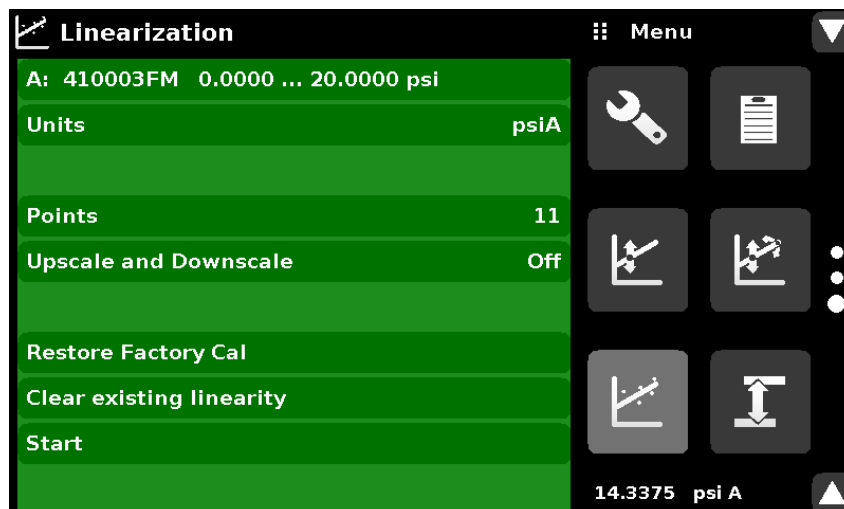 Linearization
Menu
A: 410003FM 0.0000 ... 20.0000 psi
Units psiA
Points 11
Upscale and Downscale Off
Restore Factory Cal
Clear existing linearity
Start
14.3375 psi A